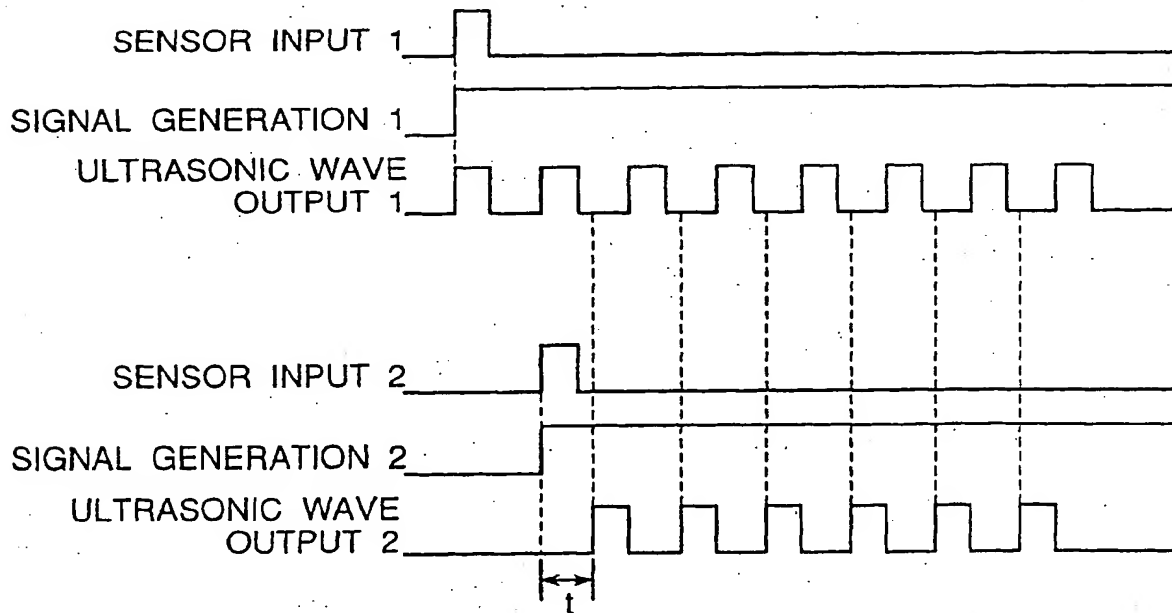 SENSOR INPUT 1
SIGNAL GENERATION 1
ULTRASONIC WAVE
OUTPUT 1
SENSOR INPUT 2
SIGNAL GENERATION 2
ULTRASONIC WAVE
OUTPUT 2
t